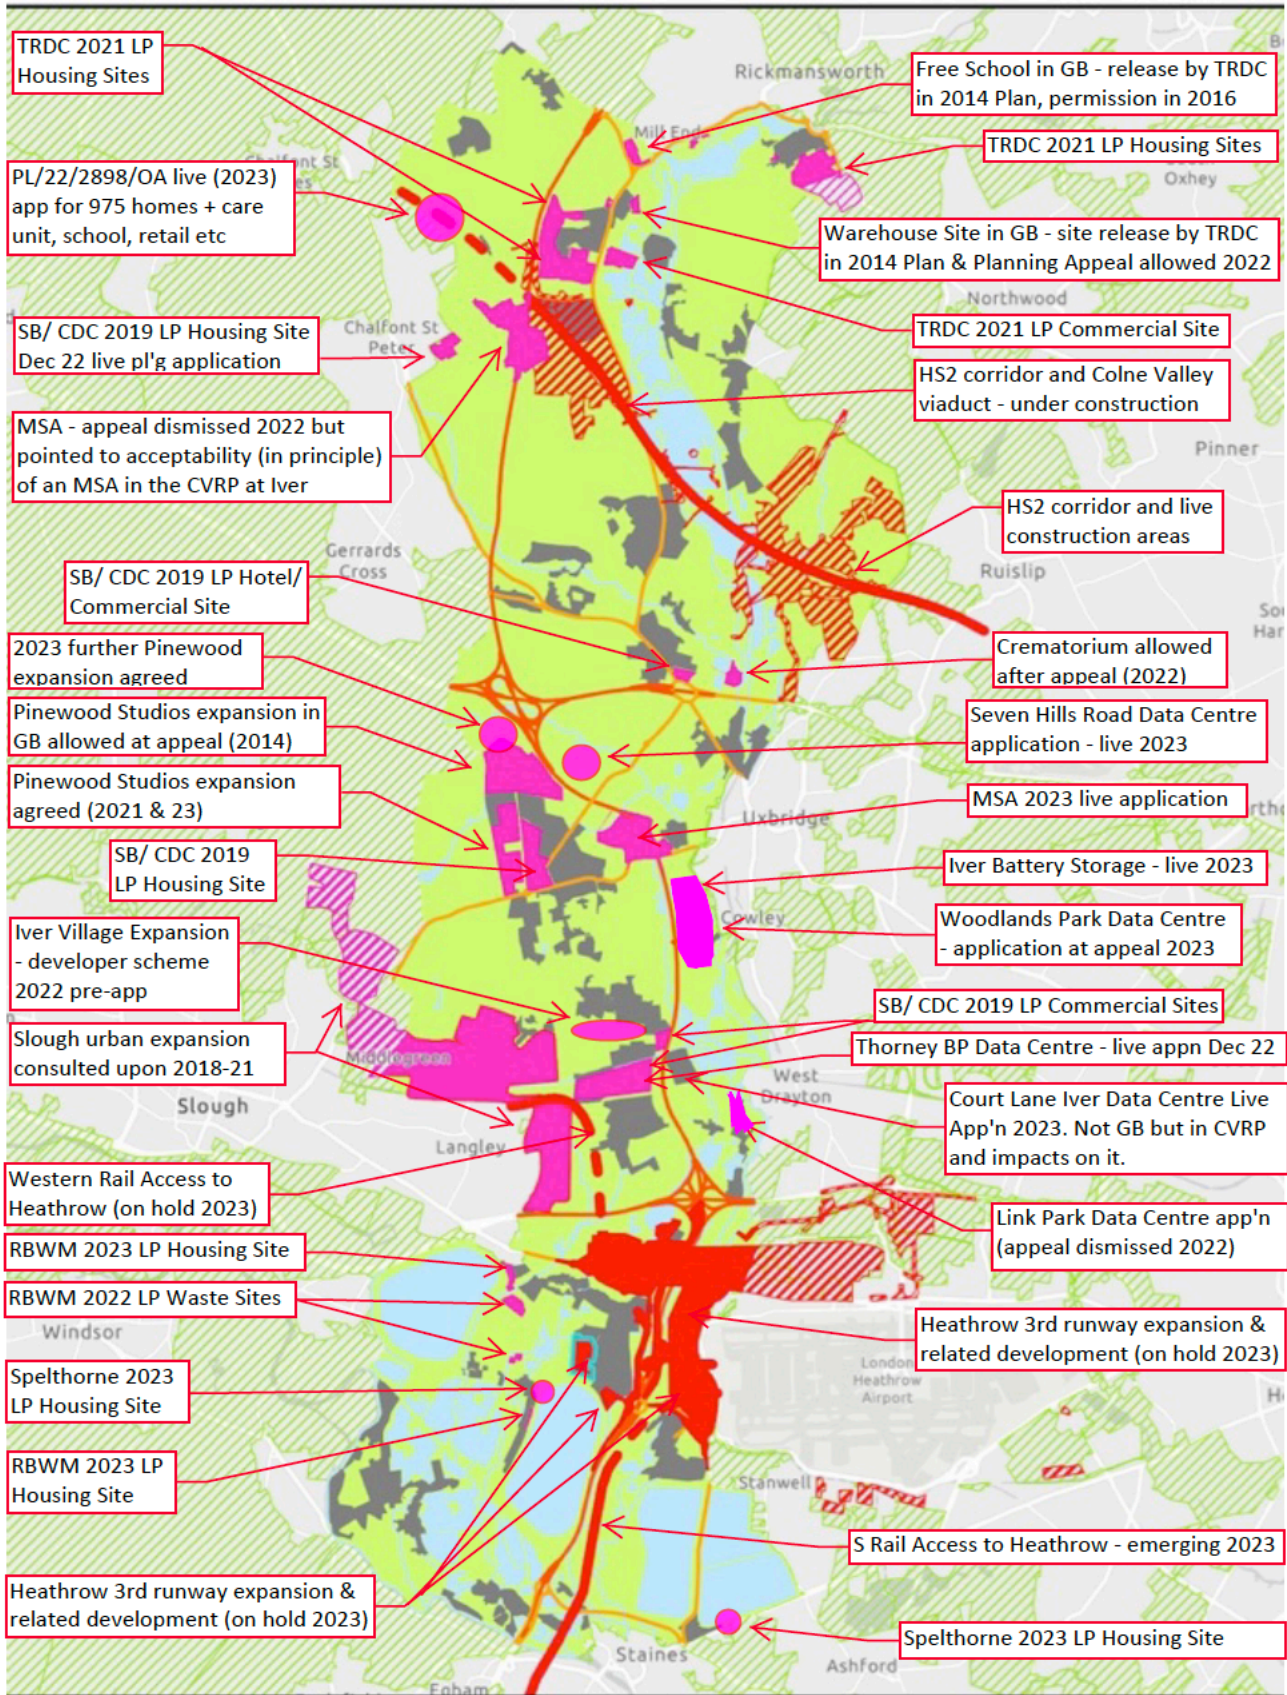 TRDC 2021 LP
Housing Sites
Rickmansworth
Free School in GB - release by TRDC
in 2014 Plan, permission in 2016
Mill End
TRDC 2021 LP Housing Sites
Oxhey
Chalfont St
PL/22/2898/OA live (2023)
app for 975 homes + care
unit, school, retail etc
Warehouse Site in GB - site release by TRDC
in 2014 Plan & Planning Appeal allowed 2022
Northwood
SB/ CDC 2019 LP Housing Site
Dec 22 live pl'g application
Chalfont St
Peter
TRDC 2021 LP Commercial Site
HS2 corridor and Colne Valley
viaduct - under construction
MSA - appeal dismissed 2022 but
pointed to acceptability (in principle)
of an MSA in the CVRP at Iver
Pinner
HS2 corridor and live
construction areas
Gerrards
Cross
Ruislip
SB/ CDC 2019 LP Hotel/
Commercial Site
2023 further Pinewood
expansion agreed
Crematorium allowed
after appeal (2022)
Pinewood Studios expansion in
GB allowed at appeal (2014)
Seven Hills Road Data Centre
application - live 2023
Pinewood Studios expansion
agreed (2021 & 23)
MSA 2023 live application
Uxbridge
SB/ CDC 2019
LP Housing Site
Iver Battery Storage - live 2023
Cowley
Woodlands Park Data Centre
- application at appeal 2023
Iver Village Expansion
- developer scheme
2022 pre-app
SB/ CDC 2019 LP Commercial Sites
Slough urban expansion
consulted upon 2018-21
Middlegreen
Thorney BP Data Centre - live appn Dec 22
West
Drayton
Slough
Court Lane Iver Data Centre Live
App'n 2023. Not GB but in CVRP
and impacts on it.
Langley
Western Rail Access to
Heathrow (on hold 2023)
Link Park Data Centre app'n
(appeal dismissed 2022)
RBWM 2023 LP Housing Site
RBWM 2022 LP Waste Sites
Windsor
Heathrow 3rd runway expansion &
related development (on hold 2023)
London
Heathrow
Airport
Spelthorne 2023
LP Housing Site
RBWM 2023 LP
Housing Site
Stanwell
S Rail Access to Heathrow - emerging 2023
Heathrow 3rd runway expansion &
related development (on hold 2023)
Spelthorne 2023 LP Housing Site
Staines
Ashford
Egham